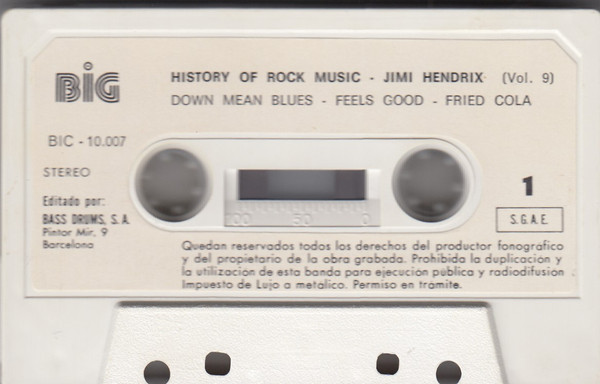 BiG
HISTORY OF ROCK MUSIC - JIMI HENDRIX (Vol. 9)
DOWN MEAN BLUES - FEELS GOOD - FRIED COLA
BIC - 10.007
STEREO
1
Editado por:
BASS DRUMS, S. A.
Pintor Mir, 9
Barcelona
100 50 0
S.G.A.E.
Quedan reservados todos los derechos del productor fonográfico
y del propietario de la obra grabada. Prohibida la duplicación y
la utilización de esta banda para ejecución pública y radiodifusión
Impuesto de Lujo a metálico. Permiso en trámite.